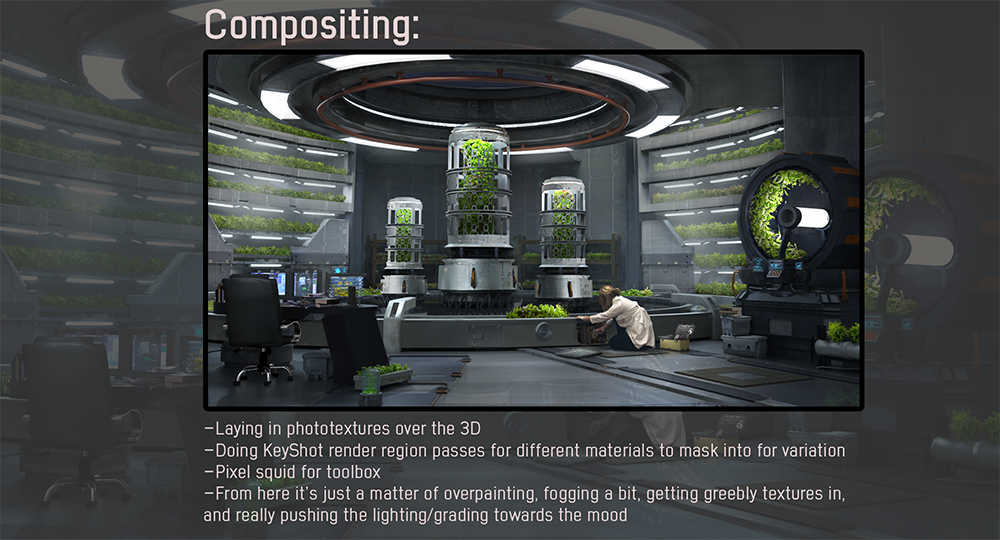 Compositing:
-Laying in phototextures over the 3D
-Doing KeyShot render region passes for different materials to mask into for variation
-Pixel squid for toolbox
-From here it's just a matter of overpainting, fogging a bit, getting greebly textures in,
and really pushing the lighting/grading towards the mood